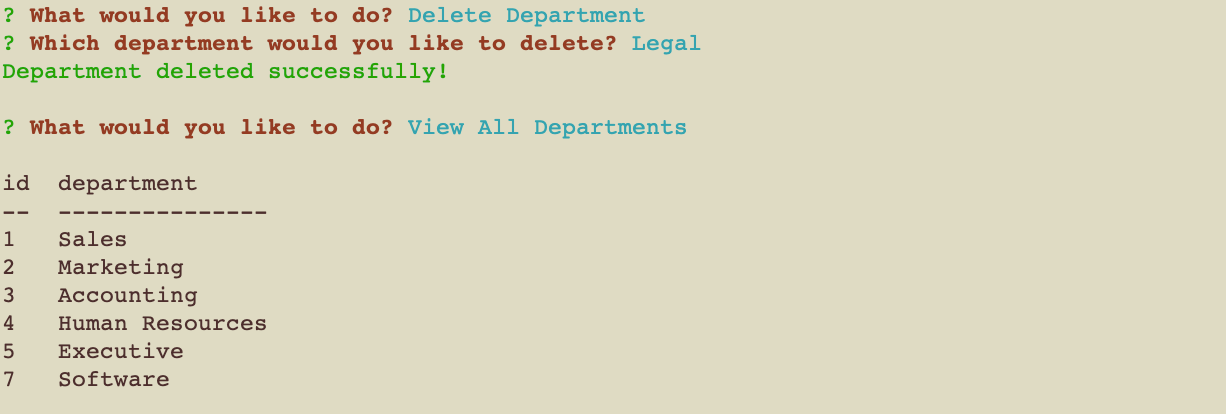 ? What would you like to do? Delete Department
? Which department would you like to delete? Legal
Department deleted successfully!
? What would you like to do? View All Departments
id  department
--  ---------------
1   Sales
2   Marketing
3   Accounting
4   Human Resources
5   Executive
7   Software